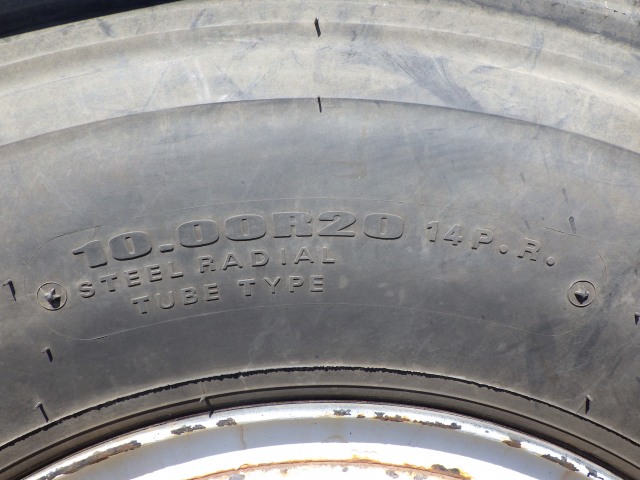 10.00R20 14P.R.
STEEL RADIAL
TUBE TYPE